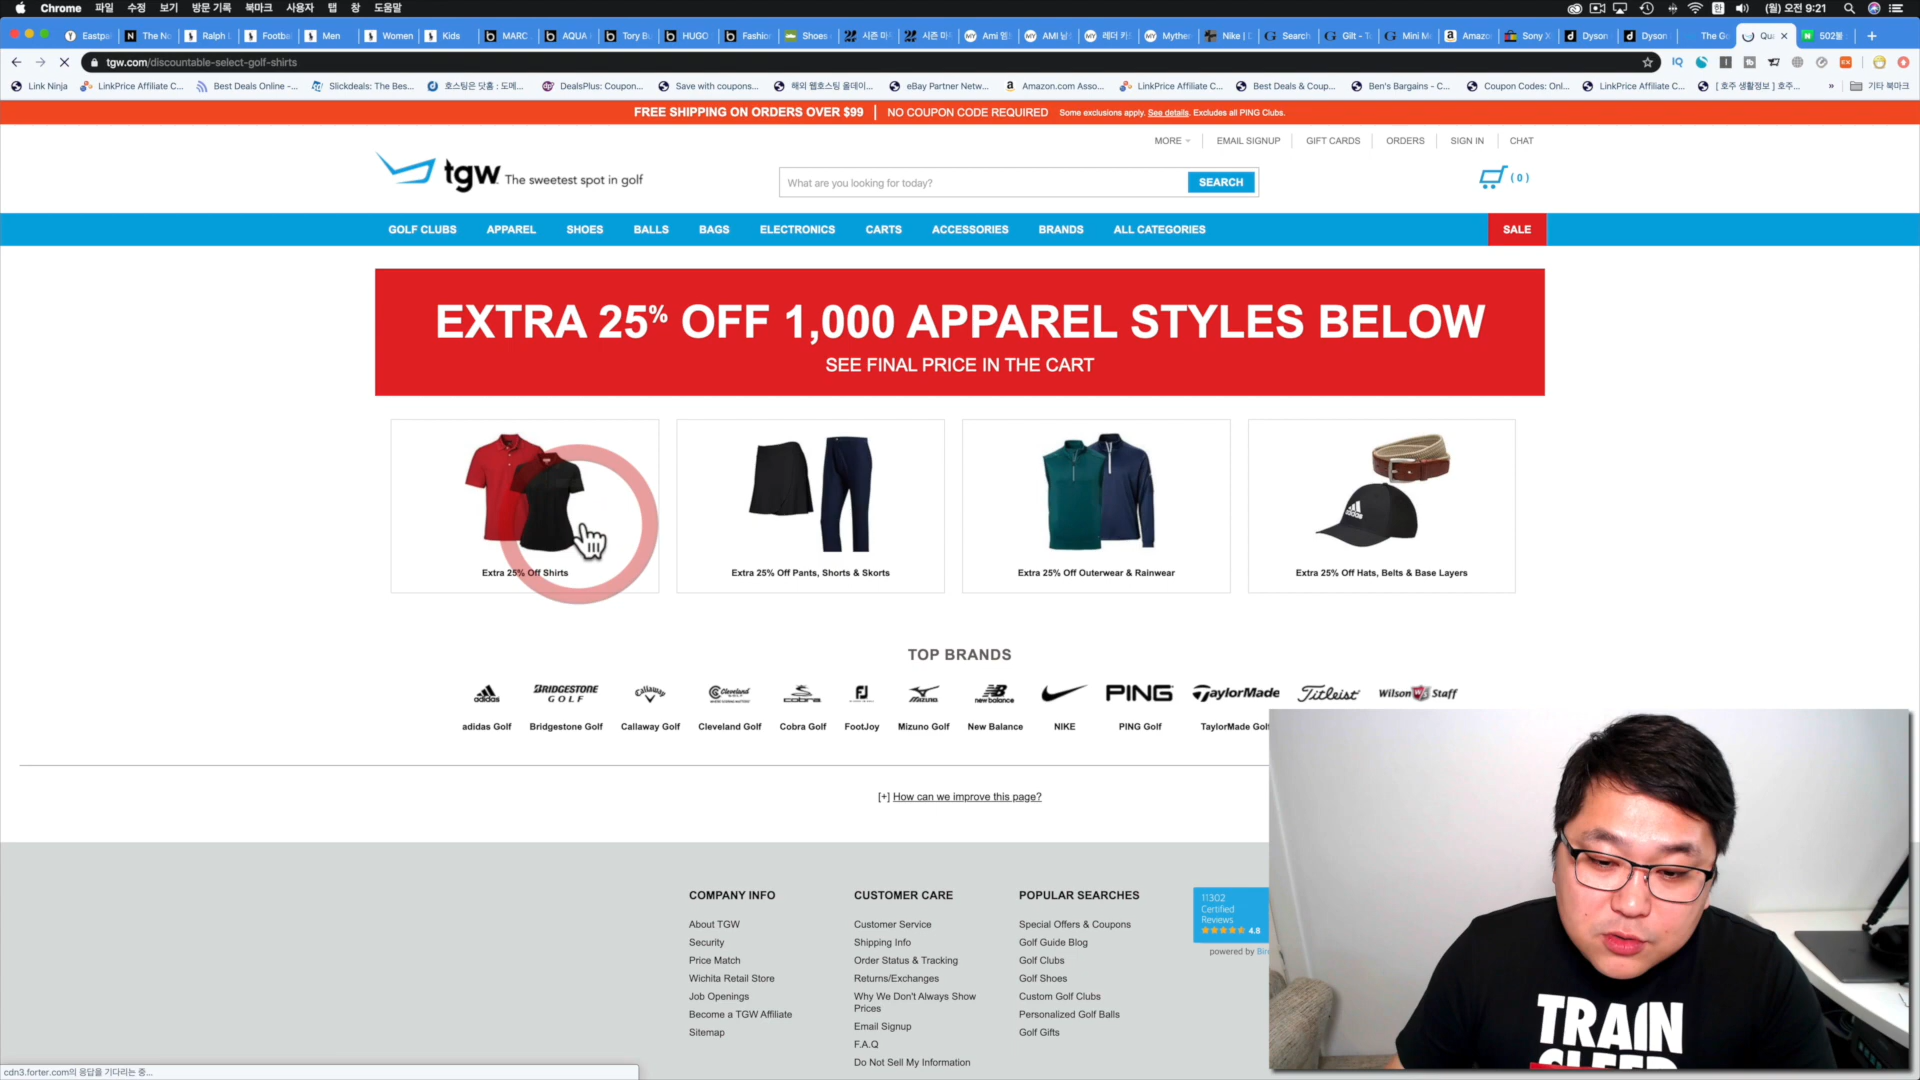 Chrome 파일 수정 보기 방문 기록 북마크 사용자 탭 창 도움말
(월) 오전 9:21
Eastpa The No Ralph L Footba Men Women Kids MARC AQUA Tory Bu HUGO Fashion Shoes 시즌 마 시즌 마 Ami 엠 AMI 남 레더 카 Mythe Nike | Search Gilt - T Mini M Amazo Sony X Dyson Dyson The Go Qu 502몰
tgw.com/discountable-select-golf-shirts
Link Ninja LinkPrice Affiliate C... Best Deals Online -... Slickdeals: The Bes... 호스팅은 닷홈 : 도메... DealsPlus: Coupon... Save with coupons... 해외 웹호스팅 올데이... eBay Partner Netw... Amazon.com Asso... LinkPrice Affiliate C... Best Deals & Coup... Ben's Bargains - C... Coupon Codes: Onl... LinkPrice Affiliate C... [ 호주 생활정보 ] 호주... » 기타 북마크
FREE SHIPPING ON ORDERS OVER $99 | NO COUPON CODE REQUIRED Some exclusions apply. See details. Excludes all PING Clubs.
MORE EMAIL SIGNUP GIFT CARDS ORDERS SIGN IN CHAT
tgw. The sweetest spot in golf
What are you looking for today? SEARCH
( 0 )
GOLF CLUBS APPAREL SHOES BALLS BAGS ELECTRONICS CARTS ACCESSORIES BRANDS ALL CATEGORIES SALE
EXTRA 25% OFF 1,000 APPAREL STYLES BELOW
SEE FINAL PRICE IN THE CART
adidas
Extra 25% Off Shirts
Extra 25% Off Pants, Shorts & Skorts
Extra 25% Off Outerwear & Rainwear
Extra 25% Off Hats, Belts & Base Layers
TOP BRANDS
adidas BRIDGESTONE GOLF Callaway Cleveland GOLF cobra FJ MIZUNO new balance PING TaylorMade Titleist Wilson Staff
adidas Golf Bridgestone Golf Callaway Golf Cleveland Golf Cobra Golf FootJoy Mizuno Golf New Balance NIKE PING Golf TaylorMade Golf
[+] How can we improve this page?
COMPANY INFO
About TGW
Security
Price Match
Wichita Retail Store
Job Openings
Become a TGW Affiliate
Sitemap
CUSTOMER CARE
Customer Service
Shipping Info
Order Status & Tracking
Returns/Exchanges
Why We Don't Always Show
Prices
Email Signup
F.A.Q
Do Not Sell My Information
POPULAR SEARCHES
Special Offers & Coupons
Golf Guide Blog
Golf Clubs
Golf Shoes
Custom Golf Clubs
Personalized Golf Balls
Golf Gifts
11302
Certified
Reviews
4.8
powered by Bir
TRAIN
SLEEP
cdn3.forter.com의 응답을 기다리는 중...